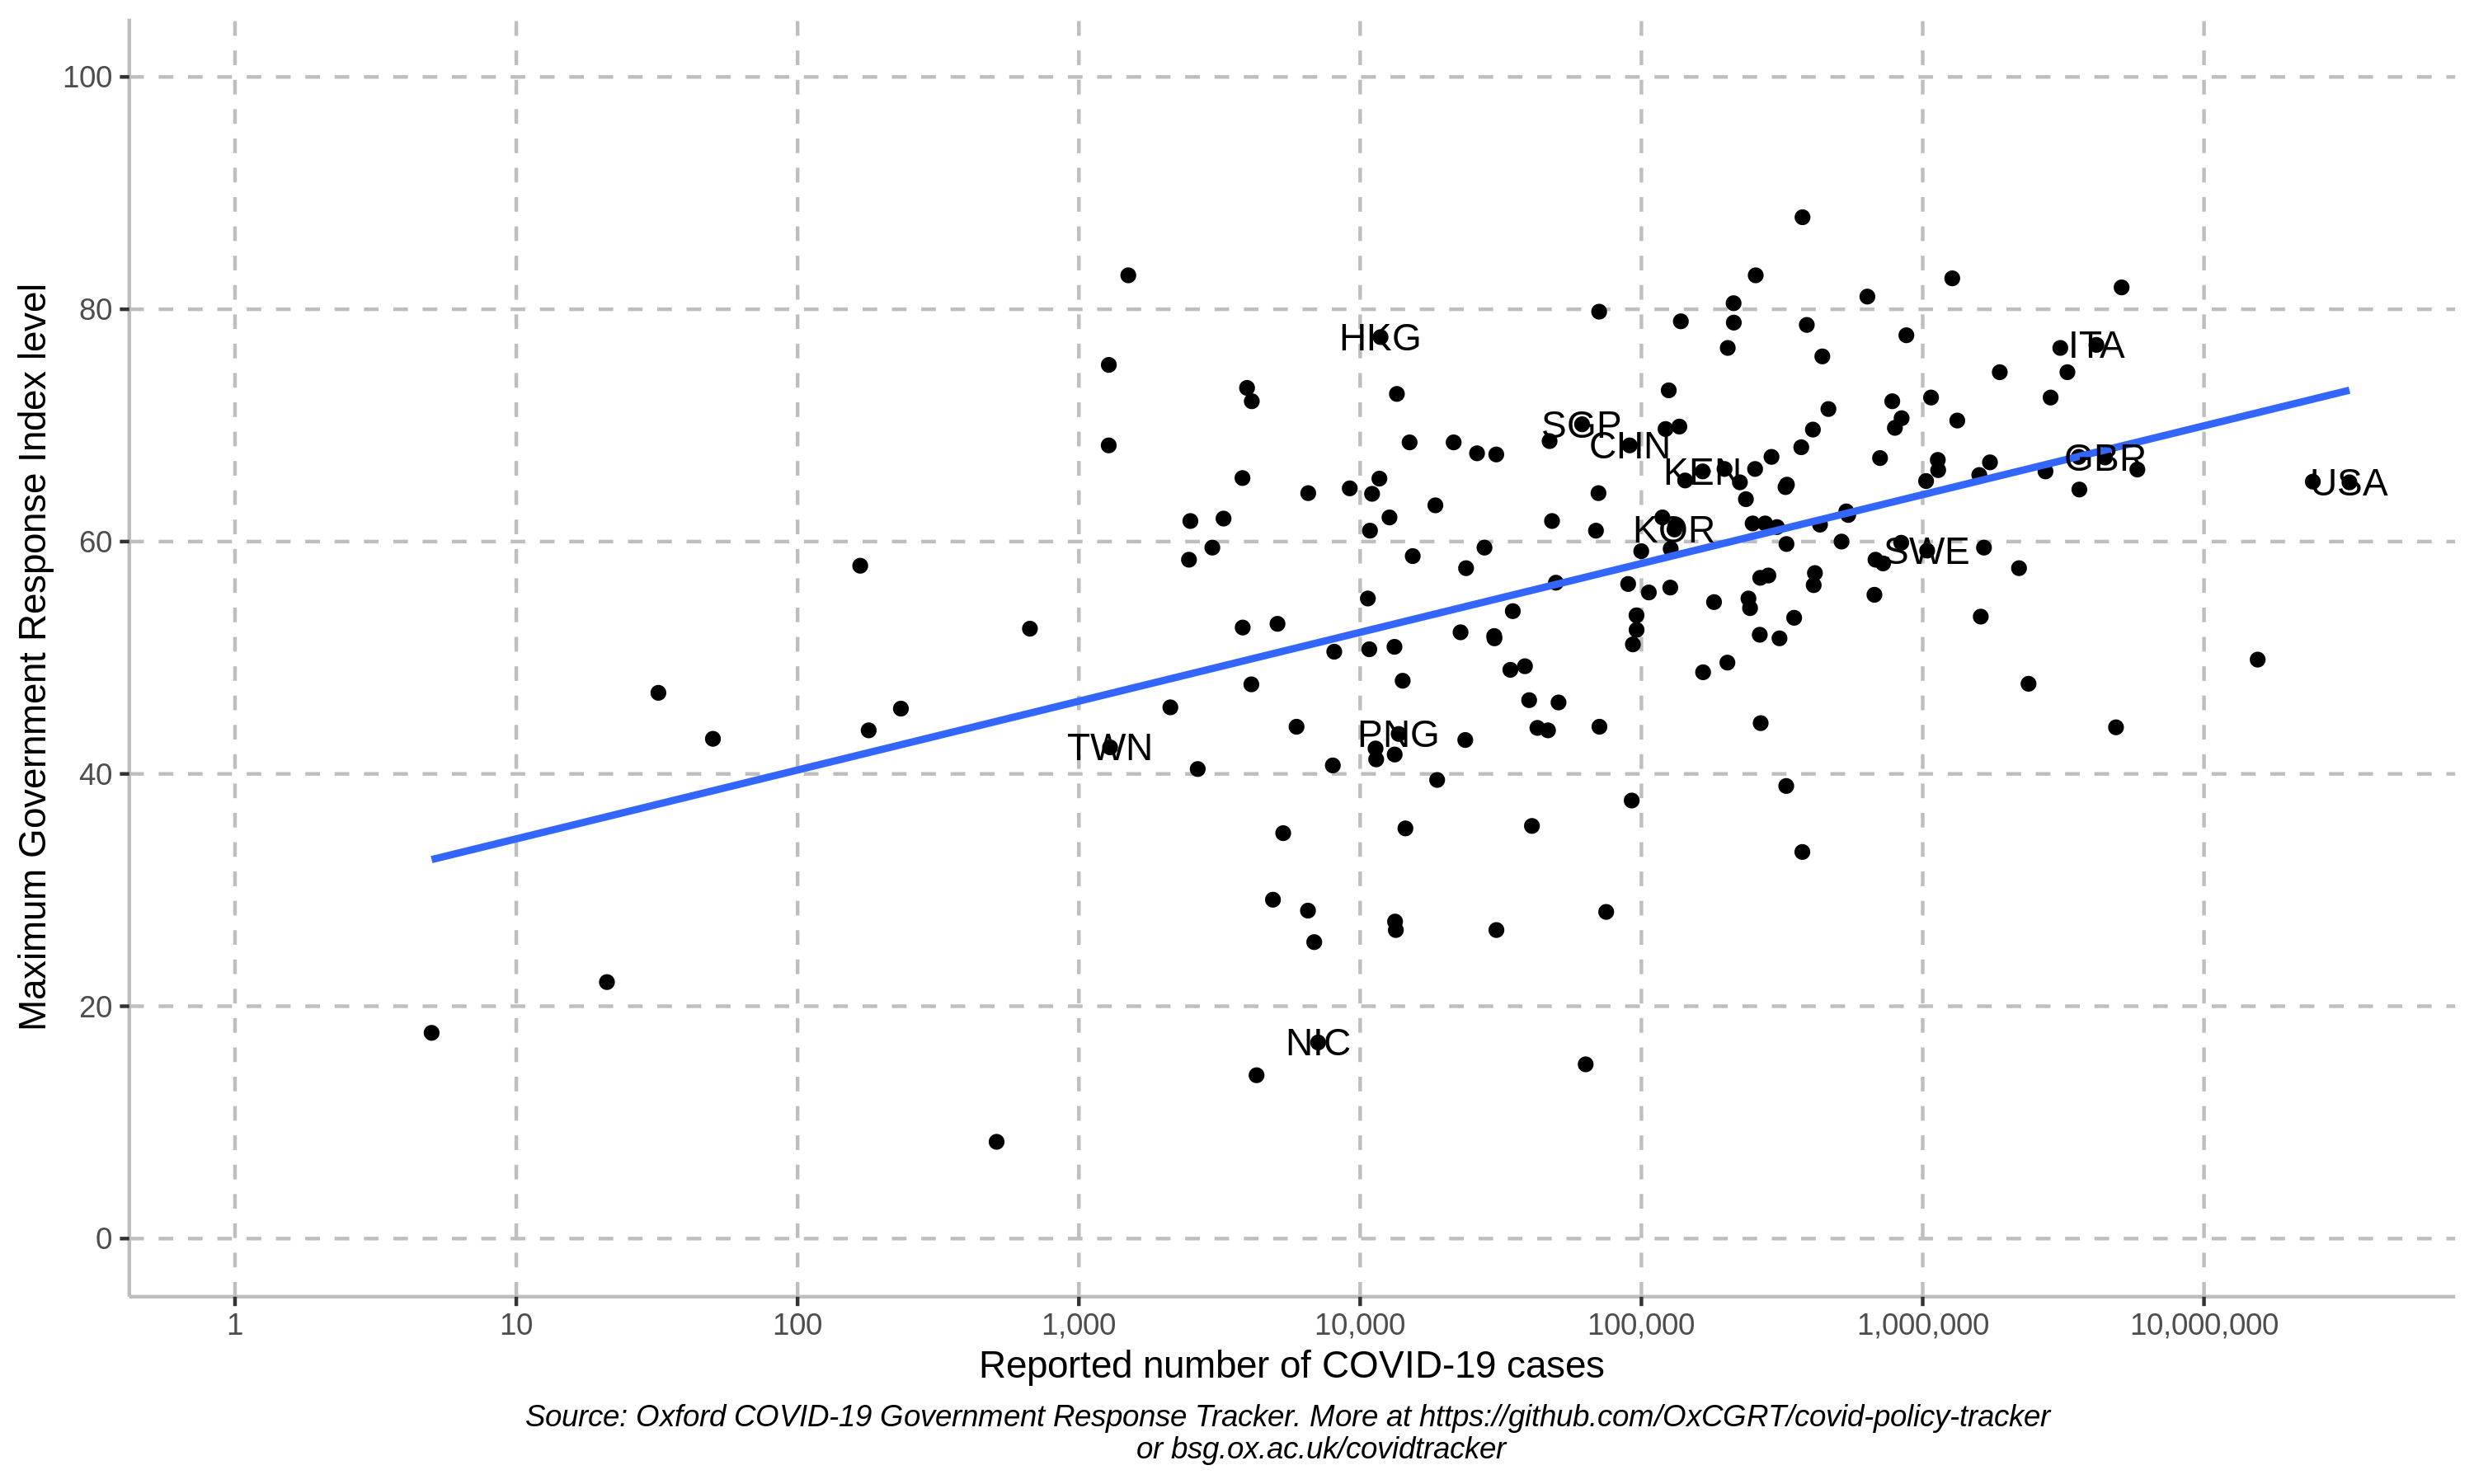 Maximum Government Response Index level
100
80
60
40
20
0
HKG
ITA
SGP
CHN
KEN
GBR
USA
KOR
SWE
PNG
TWN
NIC
1
10
100
1,000
10,000
100,000
1,000,000
10,000,000
Reported number of COVID-19 cases
Source: Oxford COVID-19 Government Response Tracker. More at https://github.com/OxCGRT/covid-policy-tracker
or bsg.ox.ac.uk/covidtracker